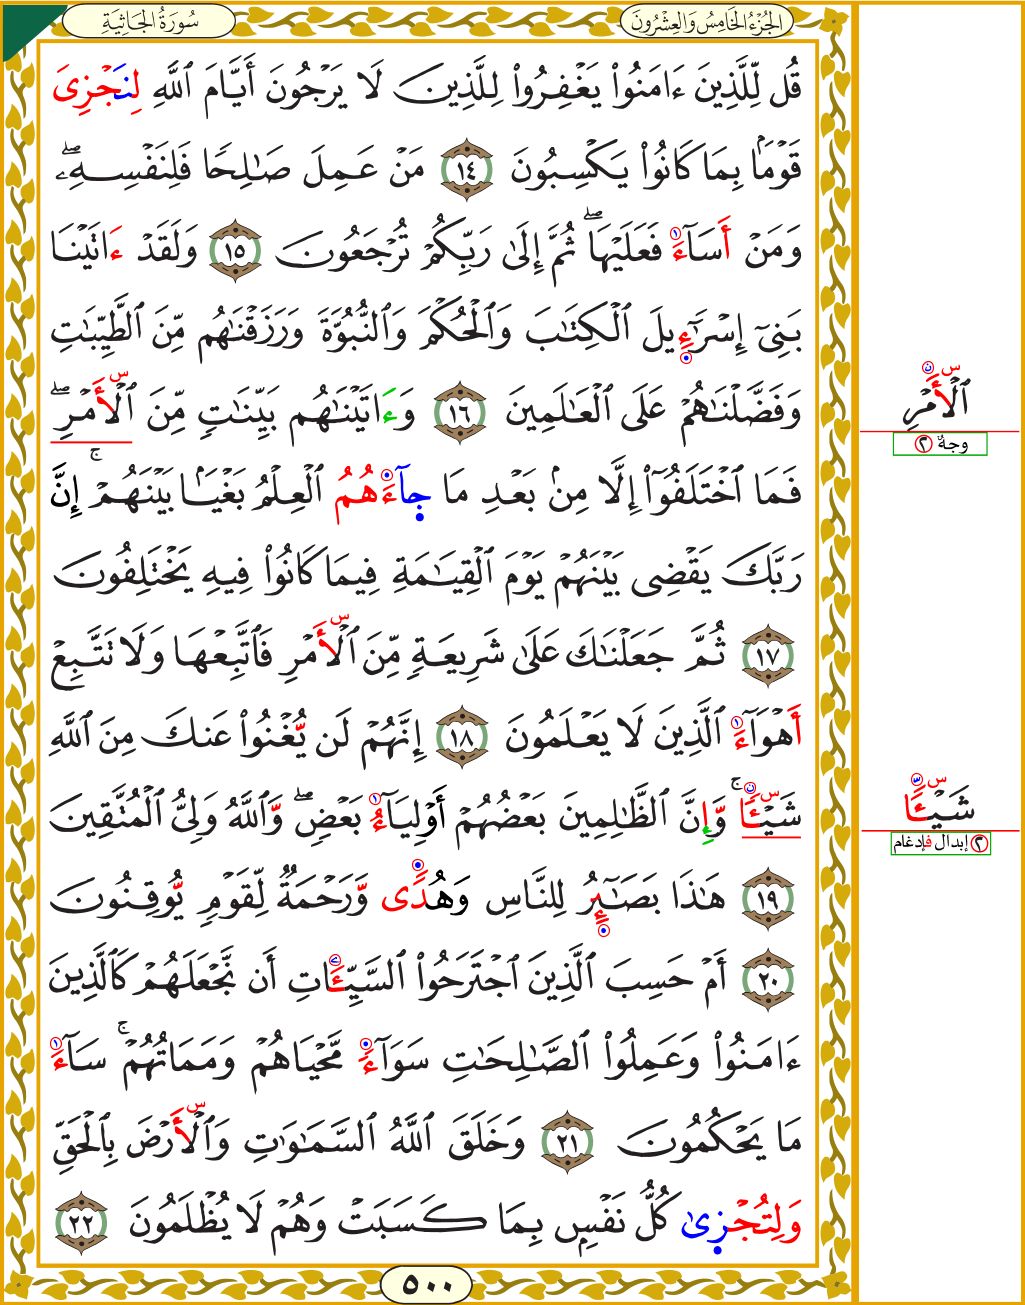 سُورَةُ الجَاثِيَةِ
الجُزْءُ الخَامِسُ وَالعِشْرُونَ
قُل لِّلَّذِينَ ءَامَنُواْ يَغْفِرُواْ لِلَّذِينَ لَا يَرْجُونَ أَيَّامَ ٱللَّهِ لِنَجْزِىَ
قَوْمَۢا بِمَا كَانُواْ يَكْسِبُونَ ١٤ مَنْ عَمِلَ صَٰلِحًا فَلِنَفْسِهِۦۖ
وَمَنْ أَسَآءَ فَعَلَيْهَاۖ ثُمَّ إِلَىٰ رَبِّكُمْ تُرْجَعُونَ ١٥ وَلَقَدْ ءَاتَيْنَا
بَنِىٓ إِسْرَٰٓءِيلَ ٱلْكِتَٰبَ وَٱلْحُكْمَ وَٱلنُّبُوَّةَ وَرَزَقْنَٰهُم مِّنَ ٱلطَّيِّبَٰتِ
وَفَضَّلْنَٰهُمْ عَلَى ٱلْعَٰلَمِينَ ١٦ وَءَاتَيْنَٰهُم بَيِّنَٰتٍ مِّنَ ٱلْأَمْرِۖ س
فَمَا ٱخْتَلَفُوٓاْ إِلَّا مِنۢ بَعْدِ مَا جِآءَهُمُ ٱلْعِلْمُ بَغْيَۢا بَيْنَهُمْۚ إِنَّ
رَبَّكَ يَقْضِى بَيْنَهُمْ يَوْمَ ٱلْقِيَٰمَةِ فِيمَا كَانُواْ فِيهِ يَخْتَلِفُونَ
١٧ ثُمَّ جَعَلْنَٰكَ عَلَىٰ شَرِيعَةٍ مِّنَ ٱلْأَمْرِ س فَٱتَّبِعْهَا وَلَا تَتَّبِعْ
أَهْوَآءَ ٱلَّذِينَ لَا يَعْلَمُونَ ١٨ إِنَّهُمْ لَن يُّغْنُواْ عَنكَ مِنَ ٱللَّهِ
شَيْـًٔاۚ س وَّإِنَّ ٱلظَّٰلِمِينَ بَعْضُهُمْ أَوْلِيَآءُ بَعْضٍۖ وَّٱللَّهُ وَلِىُّ ٱلْمُتَّقِينَ
١٩ هَٰذَا بَصَٰٓئِرُ لِلنَّاسِ وَهُدًى وَّرَحْمَةٌ لِّقَوْمٍ يُّوقِنُونَ
٢٠ أَمْ حَسِبَ ٱلَّذِينَ ٱجْتَرَحُواْ ٱلسَّيِّـَٔاتِ أَن نَّجْعَلَهُمْ كَٱلَّذِينَ
ءَامَنُواْ وَعَمِلُواْ ٱلصَّٰلِحَٰتِ سَوَآءً مَّحْيَاهُمْ وَمَمَاتُهُمْۚ سَآءَ
مَا يَحْكُمُونَ ٢١ وَخَلَقَ ٱللَّهُ ٱلسَّمَٰوَٰتِ وَٱلْأَرْضَ س بِٱلْحَقِّ
وَلِتُجْزِىٰ كُلُّ نَفْسٍۭ بِمَا كَسَبَتْ وَهُمْ لَا يُظْلَمُونَ ٢٢
٥٠٠
ن س
ٱلْأَمْرِ
وجهٌ ٢
س
شَيْـًٔا
٢ إبدال فإدغام